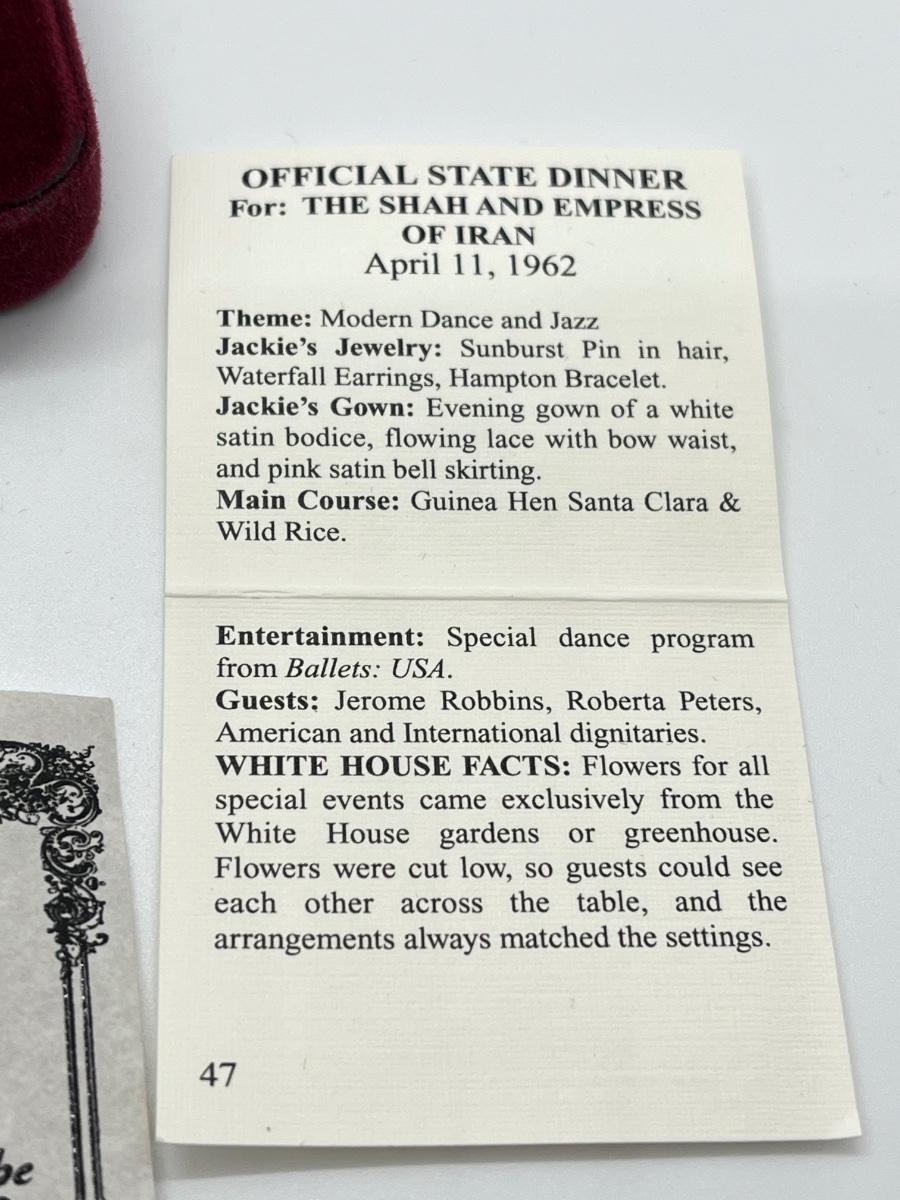 OFFICIAL STATE DINNER
For: THE SHAH AND EMPRESS
OF IRAN
April 11, 1962
Theme: Modern Dance and Jazz
Jackie's Jewelry: Sunburst Pin in hair,
Waterfall Earrings, Hampton Bracelet.
Jackie's Gown: Evening gown of a white
satin bodice, flowing lace with bow waist,
and pink satin bell skirting.
Main Course: Guinea Hen Santa Clara &
Wild Rice.
Entertainment: Special dance program
from Ballets: USA.
Guests: Jerome Robbins, Roberta Peters,
American and International dignitaries.
WHITE HOUSE FACTS: Flowers for all
special events came exclusively from the
White House gardens or greenhouse.
Flowers were cut low, so guests could see
each other across the table, and the
arrangements always matched the settings.
47